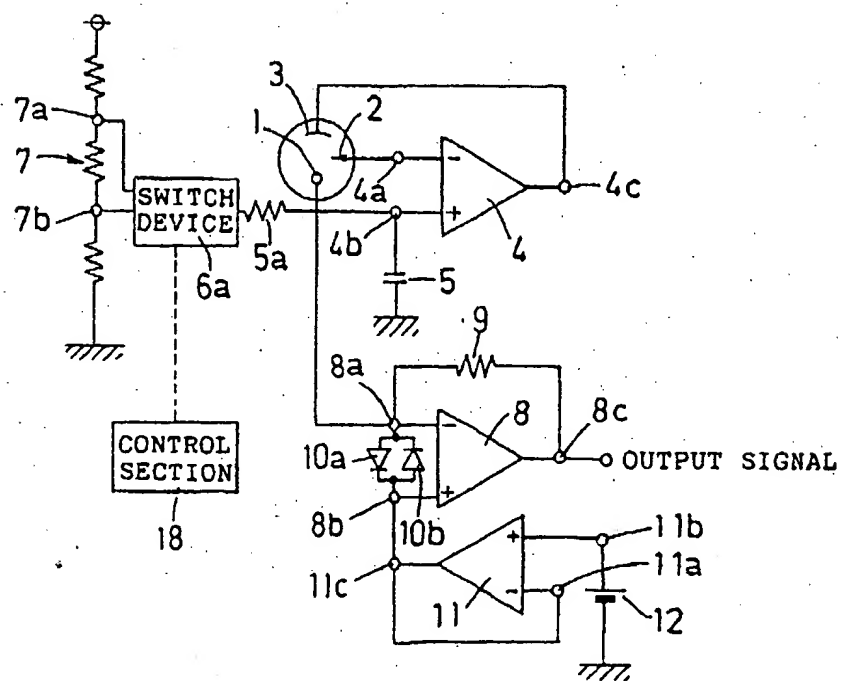 3
2
1
7a
7
7b
SWITCH
DEVICE
6a
5a
4a
-
+
4b
4
4c
5
9
8a
8
8c
-
+
OUTPUT SIGNAL
10a
10b
8b
CONTROL
SECTION
18
11c
11
+
-
11b
11a
12